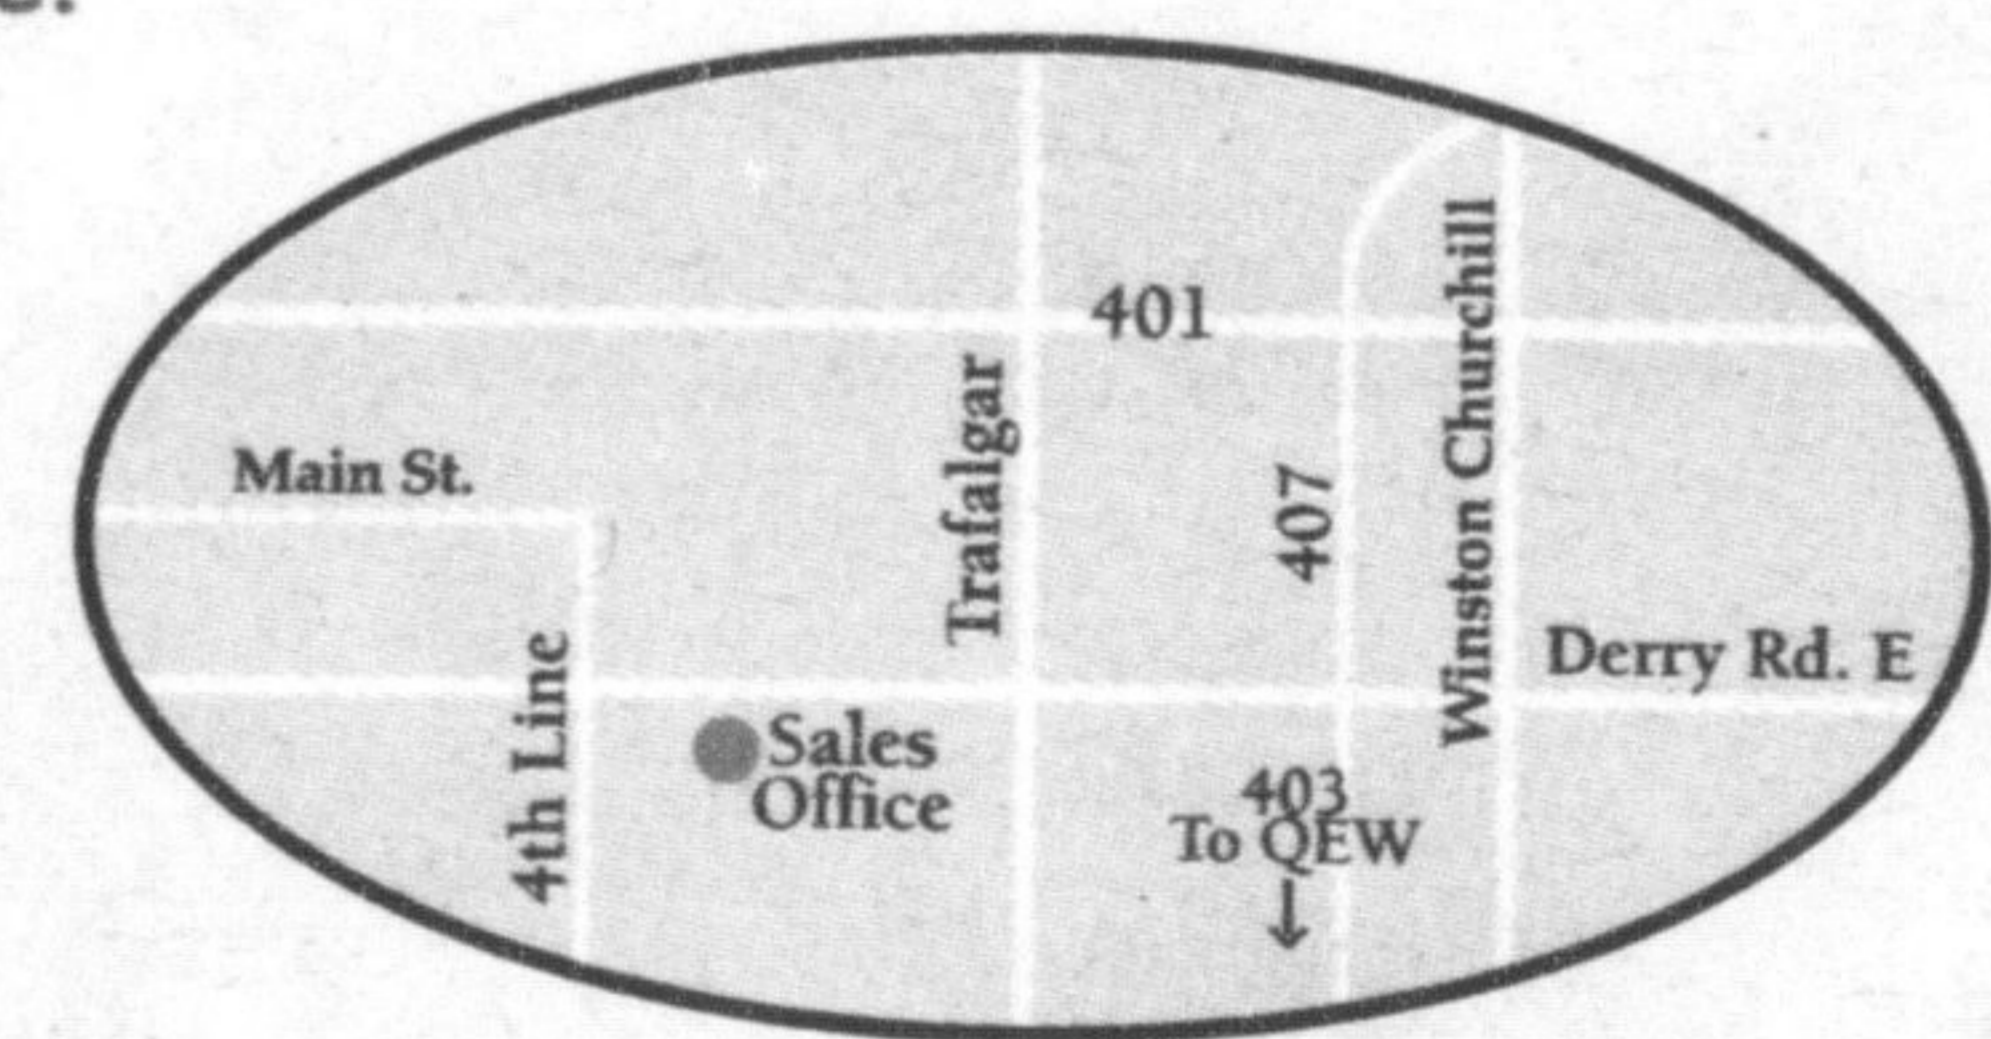 401
Trafalgar
Winston Churchill
Main St.
407
Derry Rd. E
4th Line
Sales
Office
403
To QEW